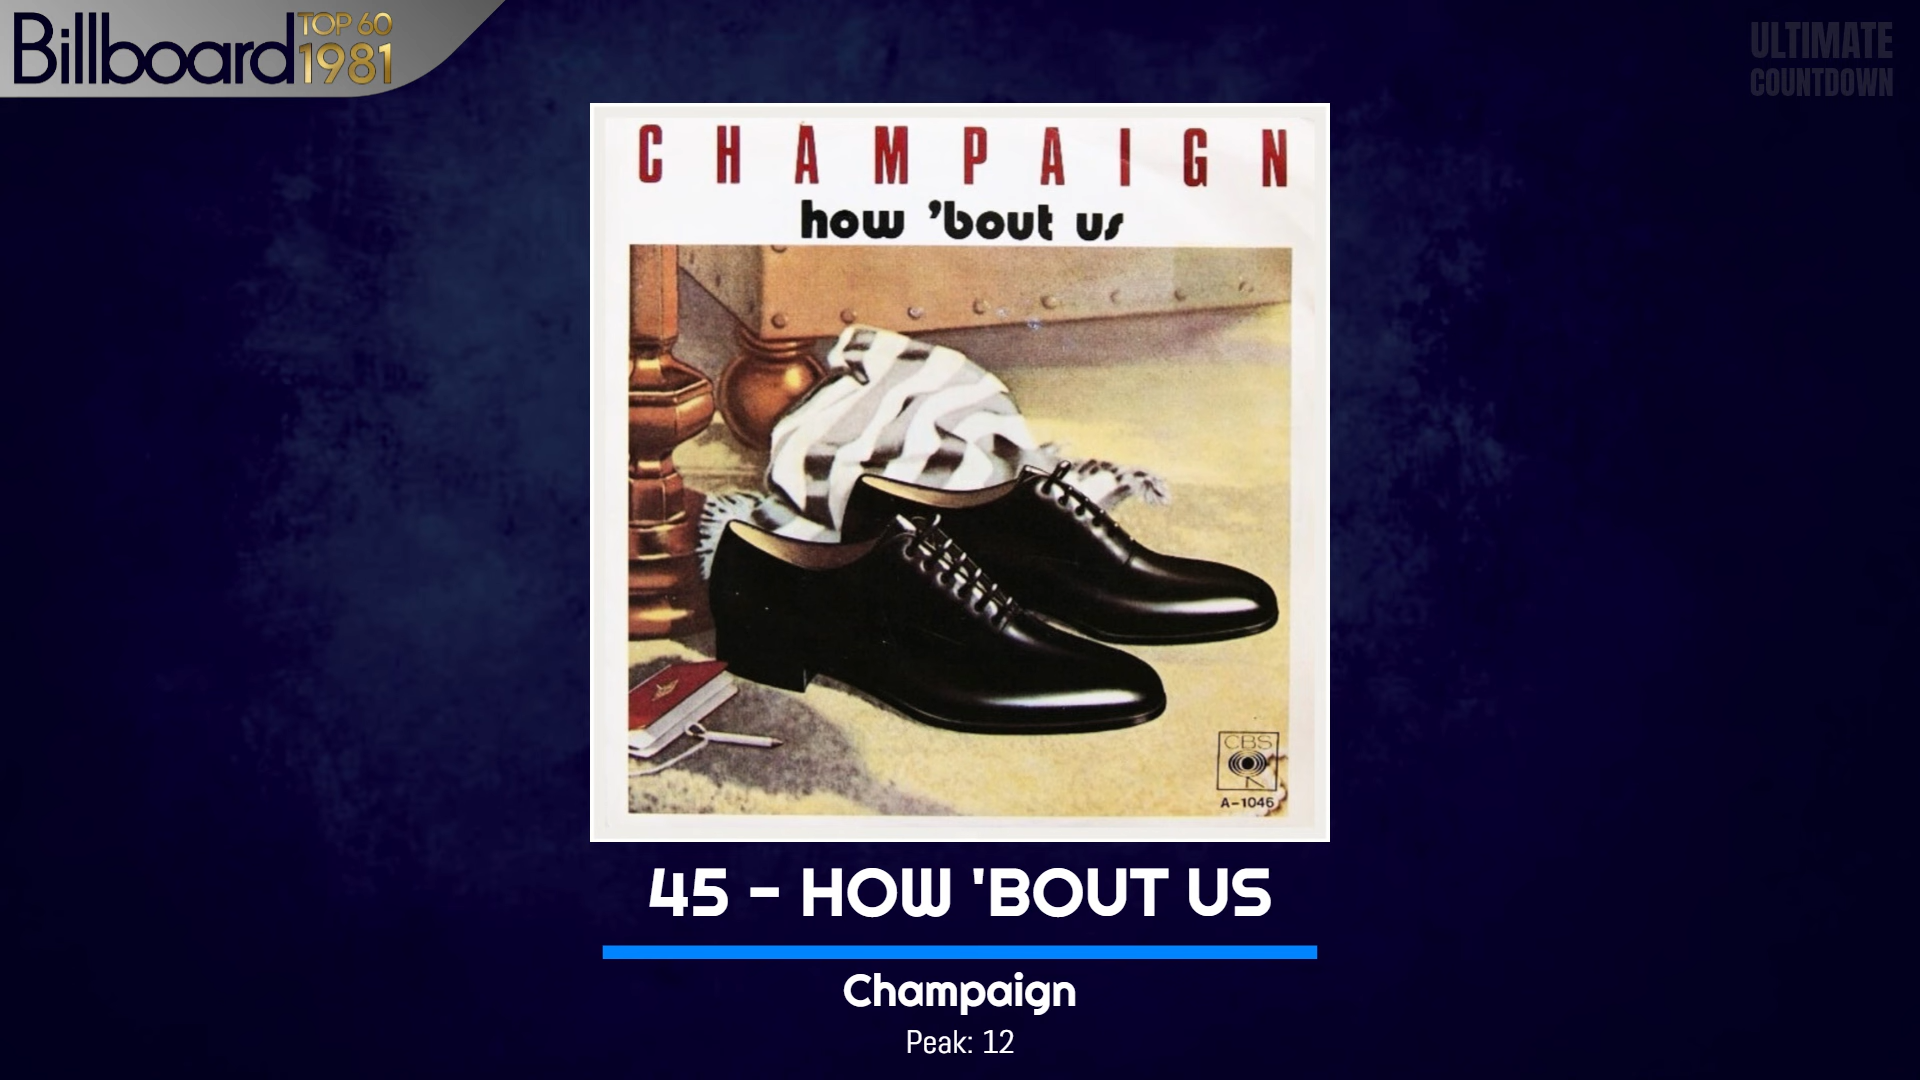 Billboard TOP 60 1981
ULTIMATE
COUNTDOWN
CHAMPAIGN
how 'bout us
CBS
A-1046
45 - HOW 'BOUT US
Champaign
Peak: 12